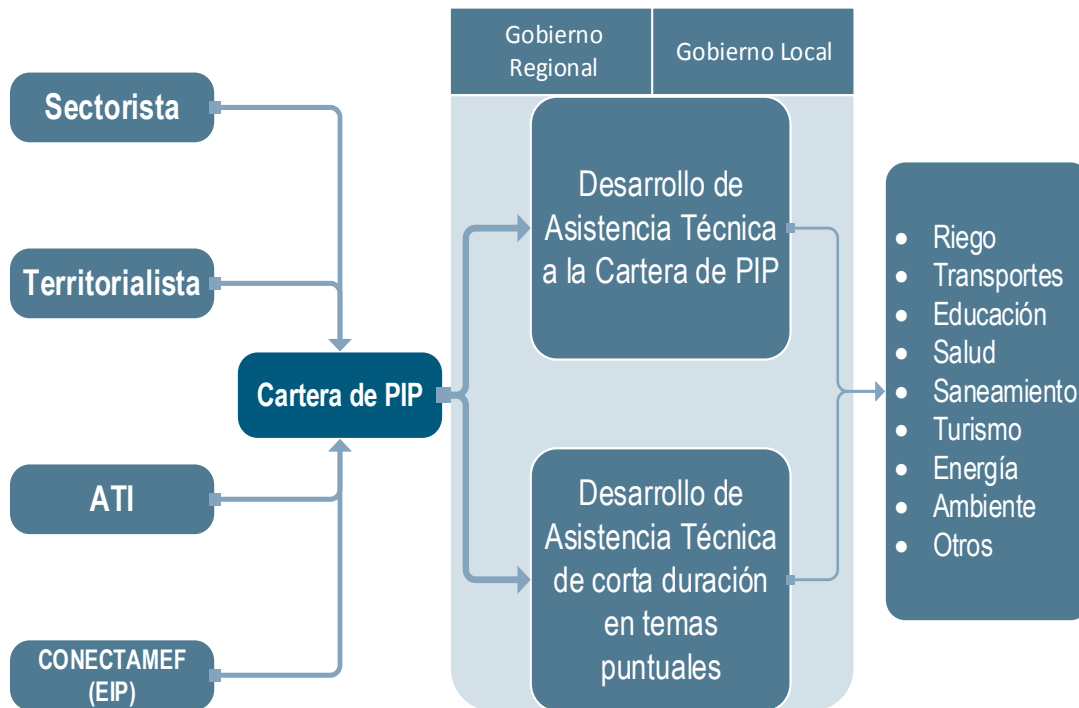 Sectorista
Territorialista
ATI
CONECTAMEF
(EIP)
Cartera de PIP
Gobierno
Regional
Gobierno Local
Desarrollo de
Asistencia Técnica
a la Cartera de PIP
Desarrollo de
Asistencia Técnica
de corta duración
en temas
puntuales
• Riego
• Transportes
• Educación
• Salud
• Saneamiento
• Turismo
• Energía
• Ambiente
• Otros